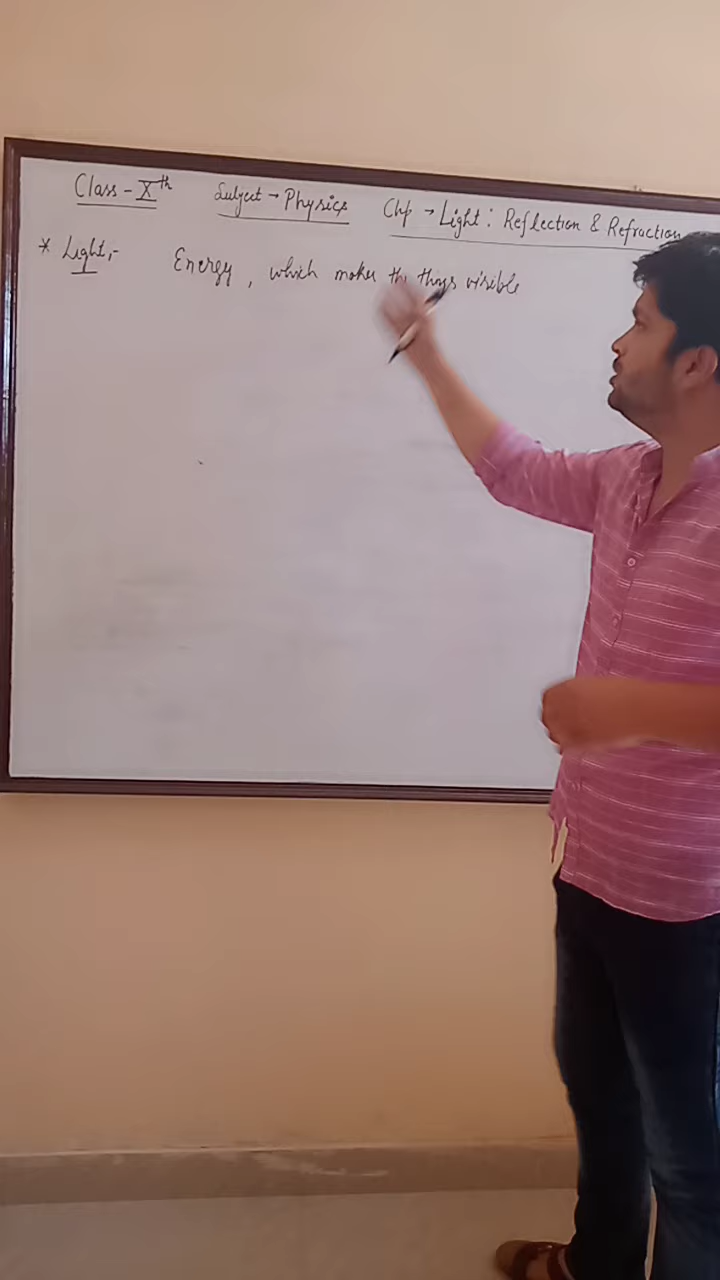 Class - Xth Subject → Physics Chp → Light : Reflection & Refraction
* Light,- Energy , which makes the things visible